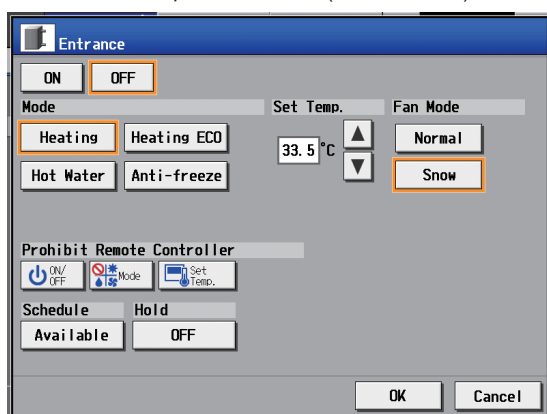 Entrance
ON OFF
Mode Set Temp. Fan Mode
Heating Heating ECO 33.5 °C Normal
Hot Water Anti-freeze Snow
Prohibit Remote Controller
ON/OFF Mode Set Temp.
Schedule Hold
Available OFF
OK Cancel